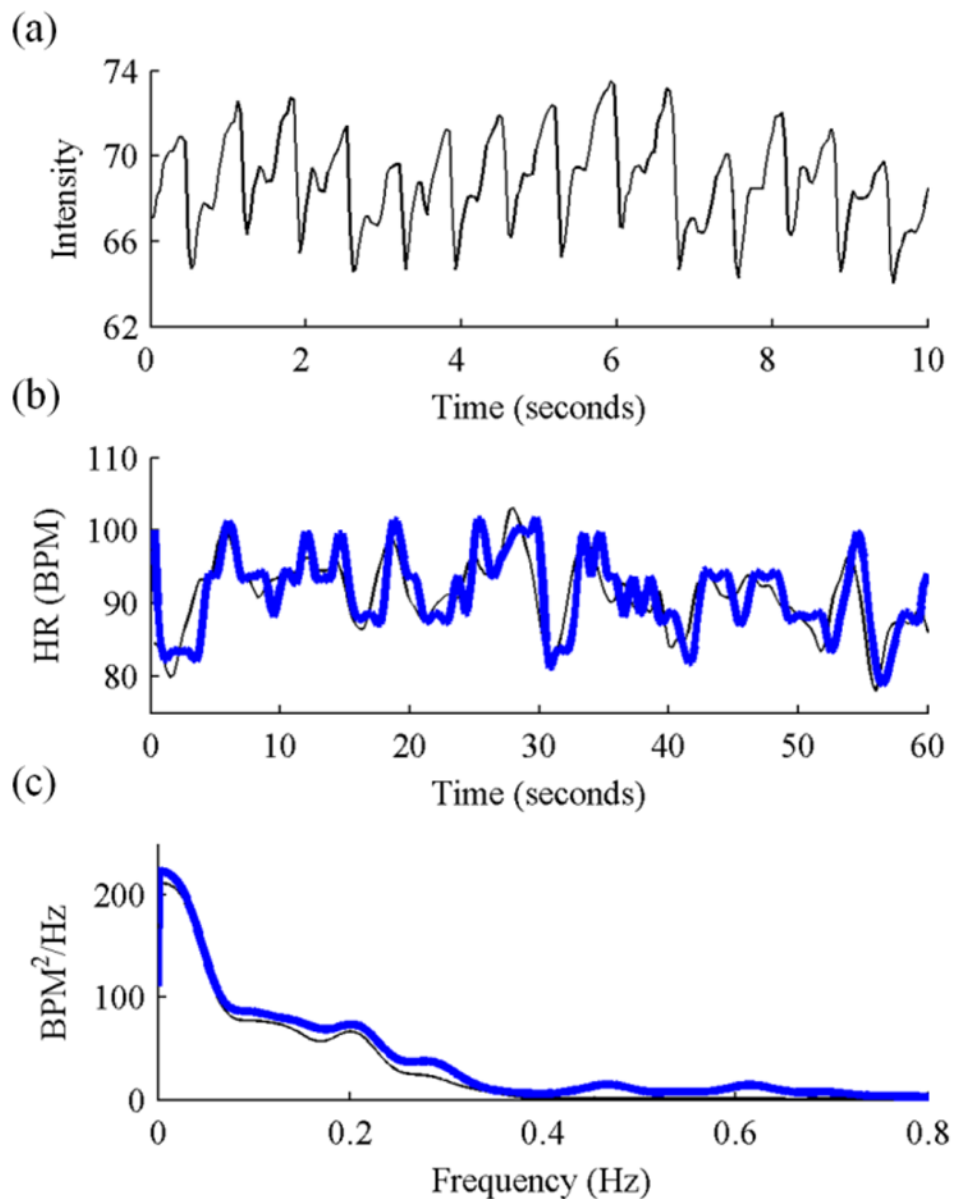 (a)
74
70
66
62
Intensity
0 2 4 6 8 10
Time (seconds)
(b)
110
100
90
80
HR (BPM)
0 10 20 30 40 50 60
Time (seconds)
(c)
200
100
0
BPM²/Hz
0 0.2 0.4 0.6 0.8
Frequency (Hz)